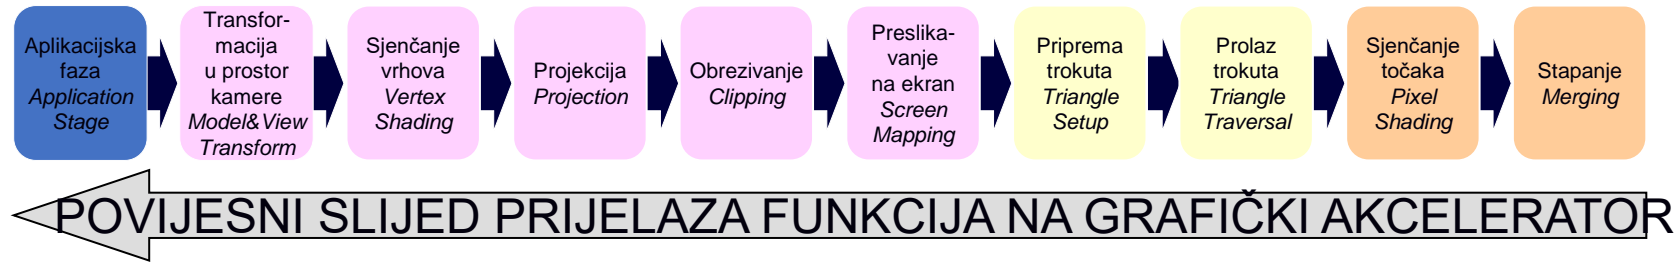 Aplikacijska
faza
Application
Stage
Transfor-
macija
u prostor
kamere
Model&View
Transform
Sjenčanje
vrhova
Vertex
Shading
Projekcija
Projection
Obrezivanje
Clipping
Preslika-
vanje
na ekran
Screen
Mapping
Priprema
trokuta
Triangle
Setup
Prolaz
trokuta
Triangle
Traversal
Sjenčanje
točaka
Pixel
Shading
Stapanje
Merging
POVIJESNI SLIJED PRIJELAZA FUNKCIJA NA GRAFIČKI AKCELERATOR